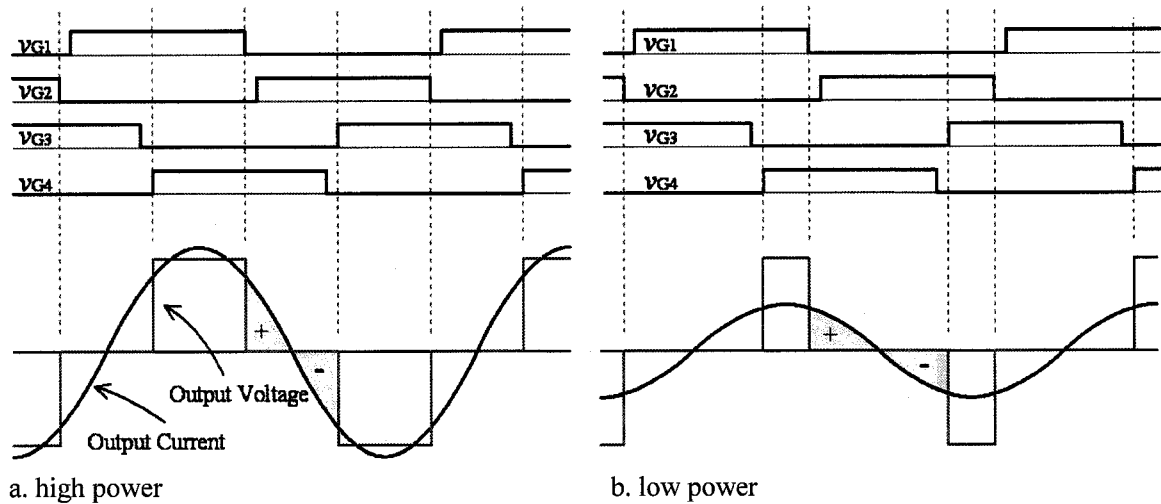 vG1
vG2
vG3
vG4
+
-
Output Voltage
Output Current
a. high power
vG1
vG2
vG3
vG4
+
-
b. low power